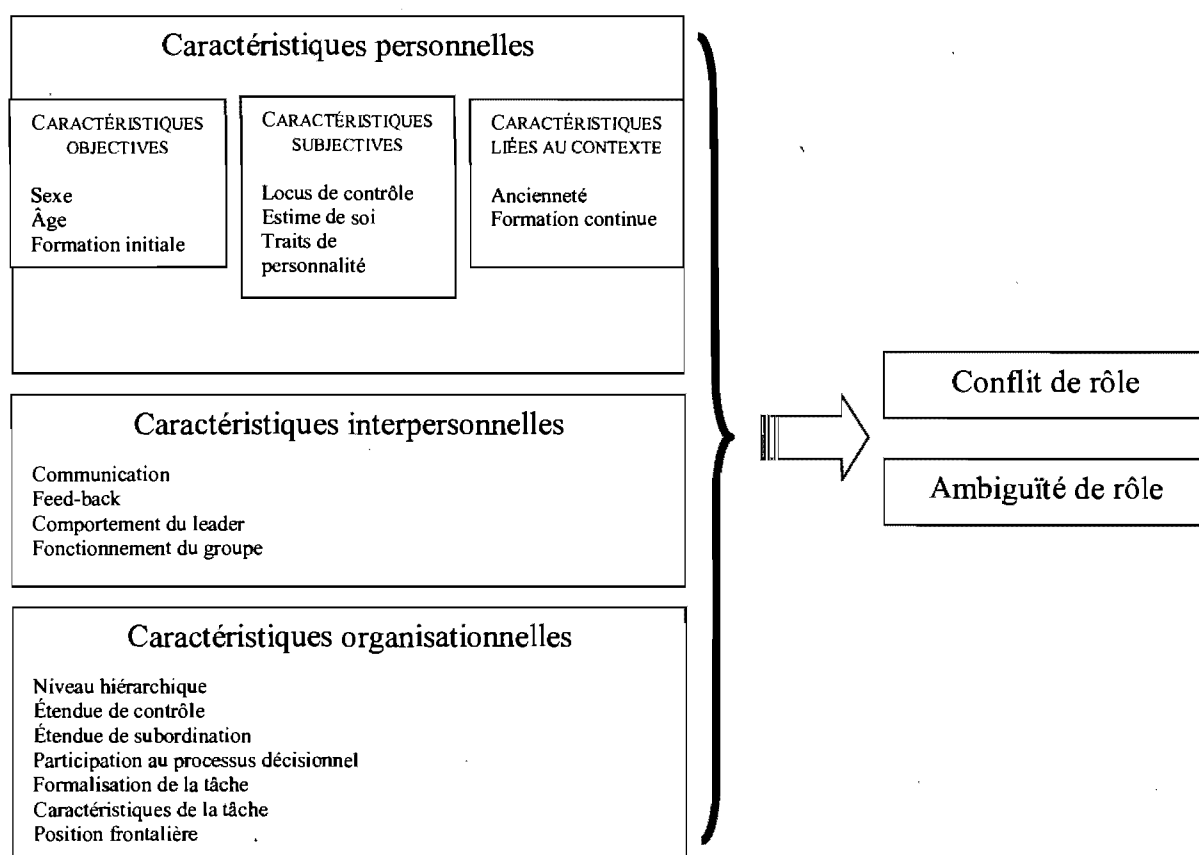 Caractéristiques personnelles
CARACTÉRISTIQUES
OBJECTIVES
Sexe
Âge
Formation initiale
CARACTÉRISTIQUES
SUBJECTIVES
Locus de contrôle
Estime de soi
Traits de
personnalité
CARACTÉRISTIQUES
LIÉES AU CONTEXTE
Ancienneté
Formation continue
Caractéristiques interpersonnelles
Communication
Feed-back
Comportement du leader
Fonctionnement du groupe
Caractéristiques organisationnelles
Niveau hiérarchique
Étendue de contrôle
Étendue de subordination
Participation au processus décisionnel
Formalisation de la tâche
Caractéristiques de la tâche
Position frontalière
Conflit de rôle
Ambiguïté de rôle